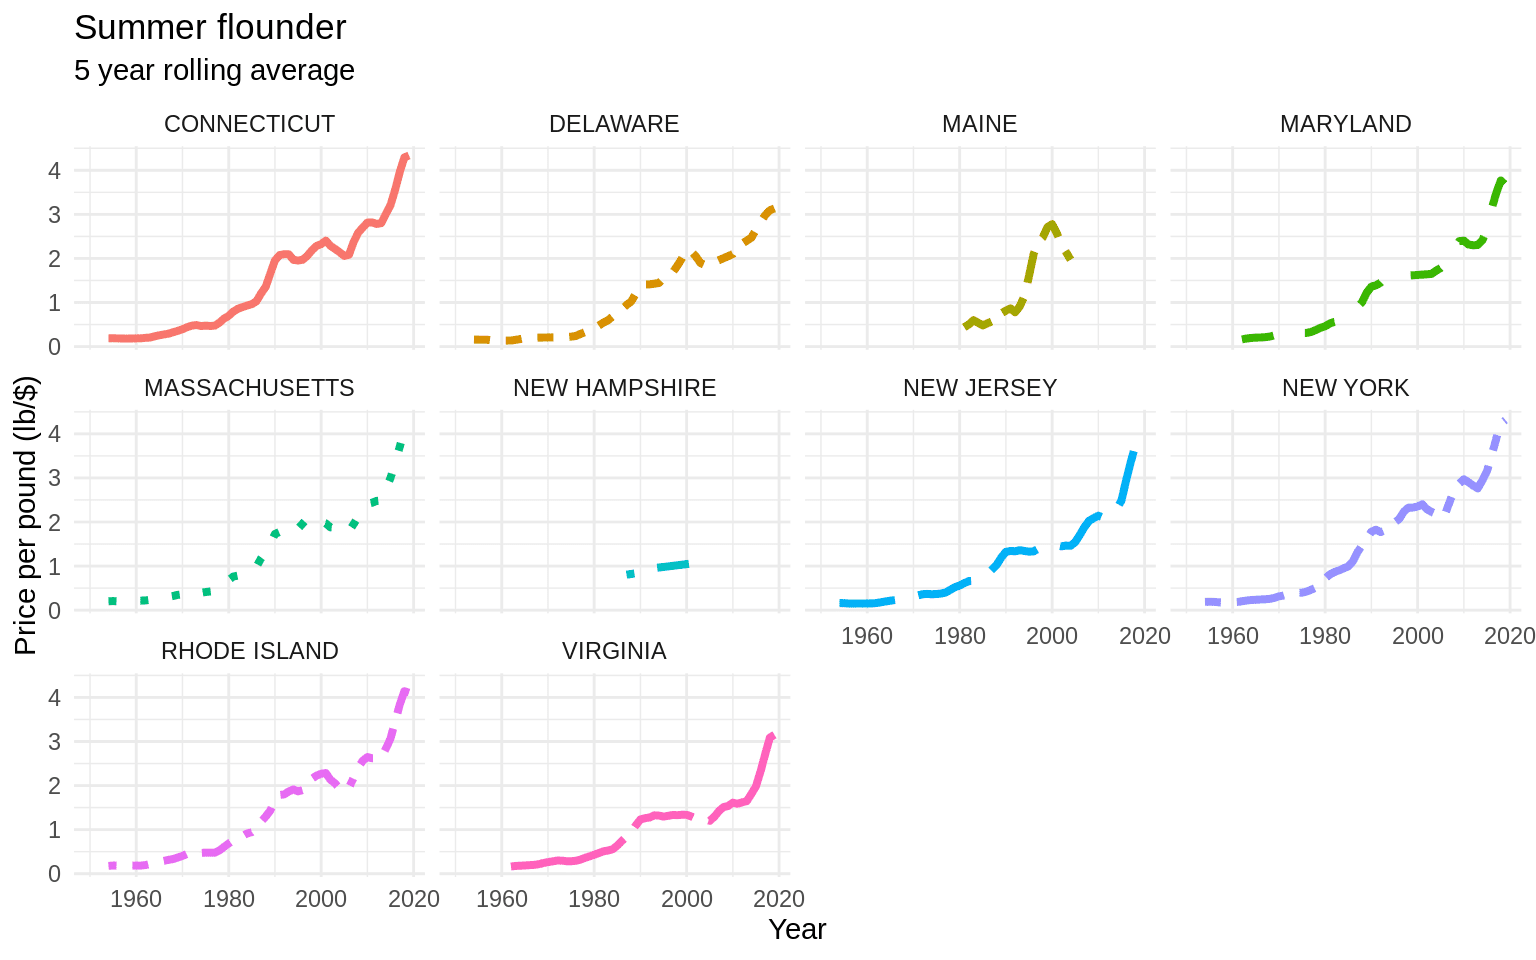 Summer flounder
5 year rolling average
CONNECTICUT
DELAWARE
MAINE
MARYLAND
4
3
2
1
0
MASSACHUSETTS
NEW HAMPSHIRE
NEW JERSEY
NEW YORK
4
3
2
1
0
1960 1980 2000 2020
1960 1980 2000 2020
RHODE ISLAND
VIRGINIA
4
3
2
1
0
1960 1980 2000 2020
1960 1980 2000 2020
Price per pound (lb/$)
Year